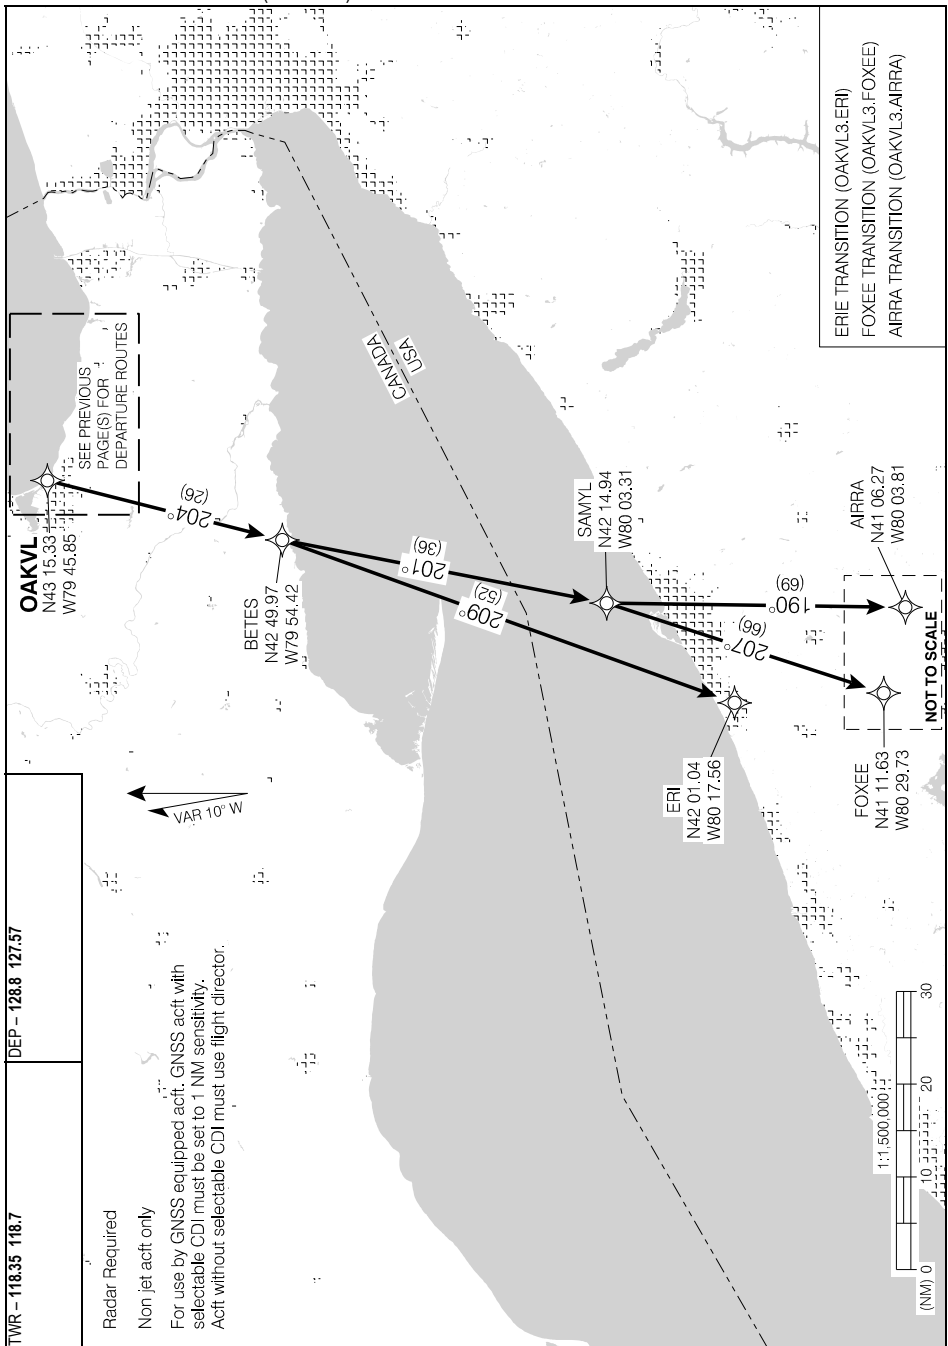 TWR – 118.35 118.7
DEP – 128.8 127.57
Radar Required
Non jet acft only
For use by GNSS equipped acft. GNSS acft with
selectable CDI must be set to 1 NM sensitivity.
Acft without selectable CDI must use flight director.
VAR 10° W
OAKVL
N43 15.33
W79 45.85
SEE PREVIOUS
PAGE(S) FOR
DEPARTURE ROUTES
204°
(26)
BETES
N42 49.97
W79 54.42
201°
(36)
209°
(52)
CANADA
USA
SAMYL
N42 14.94
W80 03.31
ERI
N42 01.04
W80 17.56
190°
(69)
207°
(66)
AIRRA
N41 06.27
W80 03.81
FOXEE
N41 11.63
W80 29.73
NOT TO SCALE
ERIE TRANSITION (OAKVL3.ERI)
FOXEE TRANSITION (OAKVL3.FOXEE)
AIRRA TRANSITION (OAKVL3.AIRRA)
1:1,500,000
(NM) 0 10 20 30